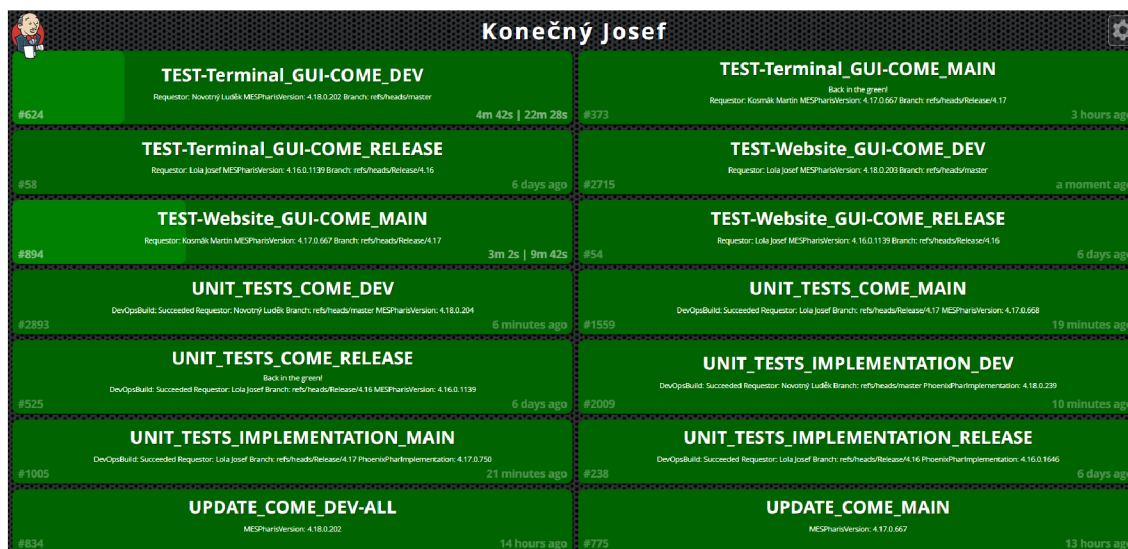 Konečný Josef
TEST-Terminal_GUI-COME_DEV
Requestor: Novotný Luděk MESPharisVersion: 4.18.0.202 Branch: refs/heads/master
#624
4m 42s | 22m 28s
TEST-Terminal_GUI-COME_MAIN
Back in the green!
Requestor: Kosmák Martin MESPharisVersion: 4.17.0.667 Branch: refs/heads/Release/4.17
#373
3 hours ago
TEST-Terminal_GUI-COME_RELEASE
Requestor: Lola Josef MESPharisVersion: 4.16.0.1139 Branch: refs/heads/Release/4.16
#58
6 days ago
TEST-Website_GUI-COME_DEV
Requestor: Lola Josef MESPharisVersion: 4.18.0.203 Branch: refs/heads/master
#2715
a moment ago
TEST-Website_GUI-COME_MAIN
Requestor: Kosmák Martin MESPharisVersion: 4.17.0.667 Branch: refs/heads/Release/4.17
#894
3m 2s | 9m 42s
TEST-Website_GUI-COME_RELEASE
Requestor: Lola Josef MESPharisVersion: 4.16.0.1139 Branch: refs/heads/Release/4.16
#54
6 days ago
UNIT_TESTS_COME_DEV
DevOpsBuild: Succeeded Requestor: Novotný Luděk Branch: refs/heads/master MESPharisVersion: 4.18.0.204
#2893
6 minutes ago
UNIT_TESTS_COME_MAIN
DevOpsBuild: Succeeded Requestor: Lola Josef Branch: refs/heads/Release/4.17 MESPharisVersion: 4.17.0.668
#1559
19 minutes ago
UNIT_TESTS_COME_RELEASE
Back in the green!
DevOpsBuild: Succeeded Requestor: Lola Josef Branch: refs/heads/Release/4.16 MESPharisVersion: 4.16.0.1139
#525
6 days ago
UNIT_TESTS_IMPLEMENTATION_DEV
DevOpsBuild: Succeeded Requestor: Novotný Luděk Branch: refs/heads/master PhoenixPharImplementation: 4.18.0.239
#2009
10 minutes ago
UNIT_TESTS_IMPLEMENTATION_MAIN
DevOpsBuild: Succeeded Requestor: Lola Josef Branch: refs/heads/Release/4.17 PhoenixPharImplementation: 4.17.0.750
#1005
21 minutes ago
UNIT_TESTS_IMPLEMENTATION_RELEASE
DevOpsBuild: Succeeded Requestor: Lola Josef Branch: refs/heads/Release/4.16 PhoenixPharImplementation: 4.16.0.1646
#238
6 days ago
UPDATE_COME_DEV-ALL
MESPharisVersion: 4.18.0.202
#834
14 hours ago
UPDATE_COME_MAIN
MESPharisVersion: 4.17.0.667
#775
13 hours ago